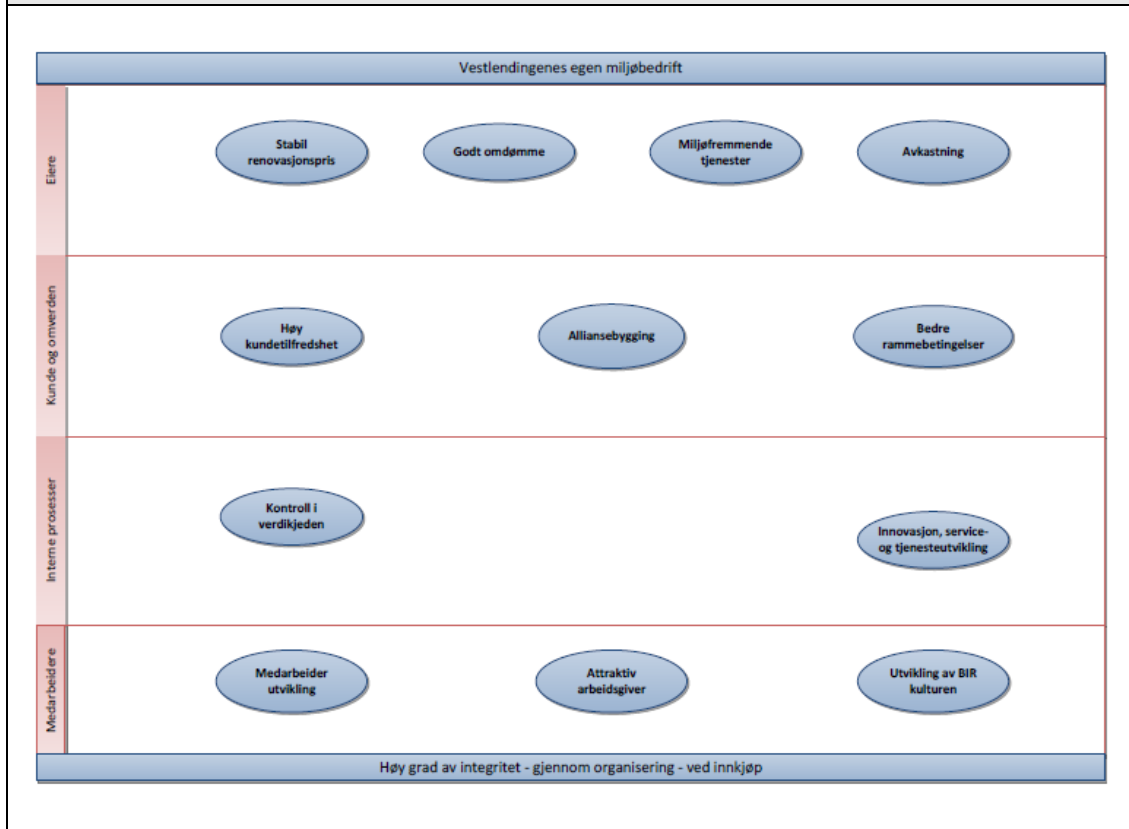 Vestlendingenes egen miljøbedrift
Eiere
Stabil
renovasjonspris
Godt omdømme
Miljøfremmende
tjenester
Avkastning
Kunde og omverden
Høy
kundetilfredshet
Alliansebygging
Bedre
rammebetingelser
Interne prosesser
Kontroll i
verdikjeden
Innovasjon, service-
og tjenesteutvikling
Medarbeidere
Medarbeider
utvikling
Attraktiv
arbeidsgiver
Utvikling av BIR
kulturen
Høy grad av integritet - gjennom organisering - ved innkjøp